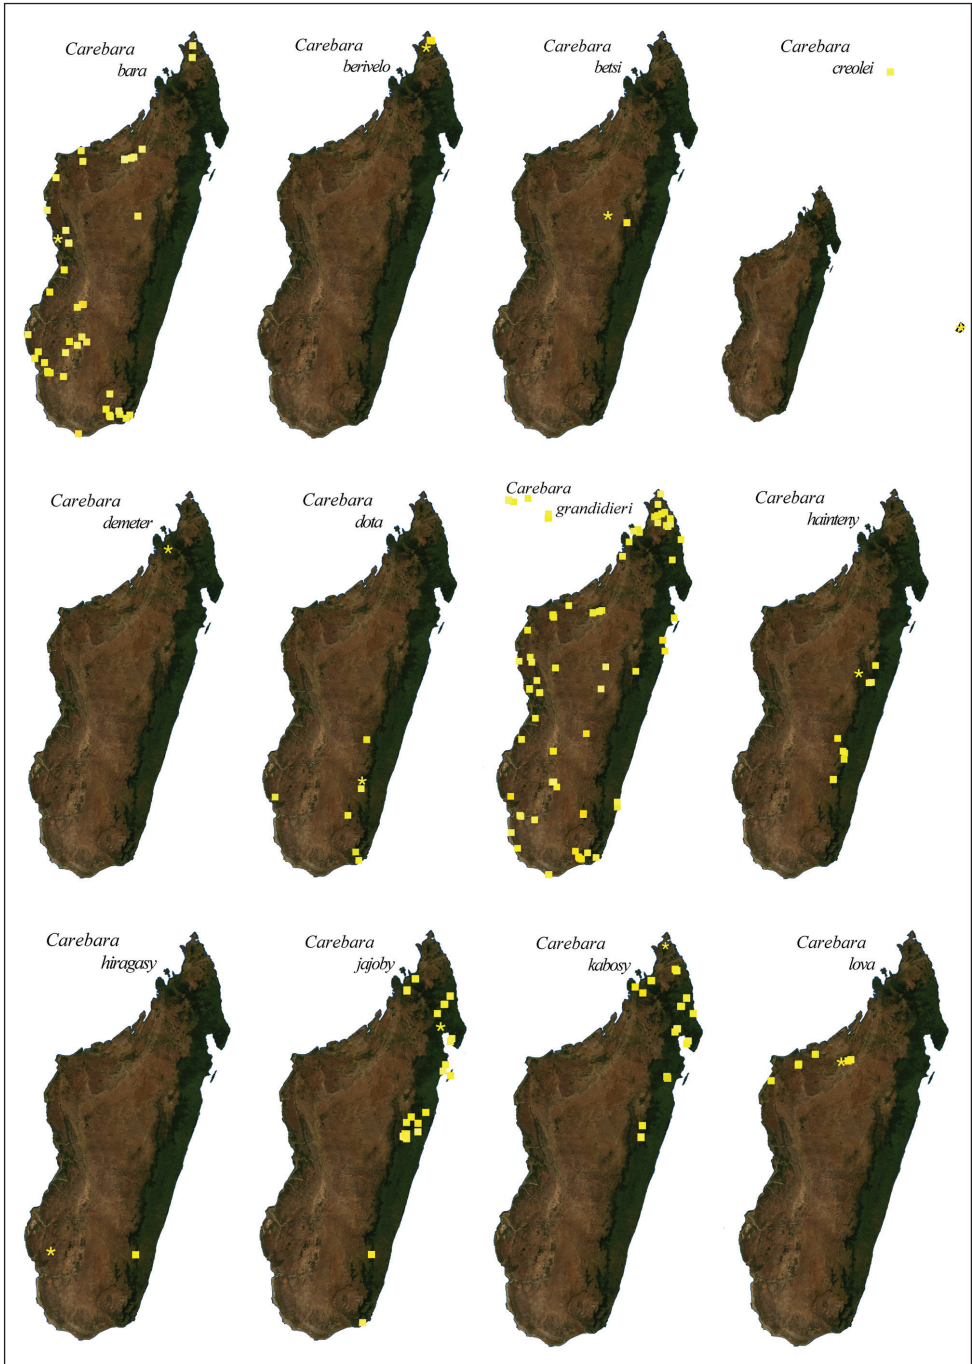 Carebara
bara
Carebara
berivelo
Carebara
betsi
Carebara
creolei
Carebara
demeter
Carebara
dota
Carebara
grandidieri
Carebara
hainteny
Carebara
hiragasy
Carebara
jajoby
Carebara
kabosy
Carebara
lova